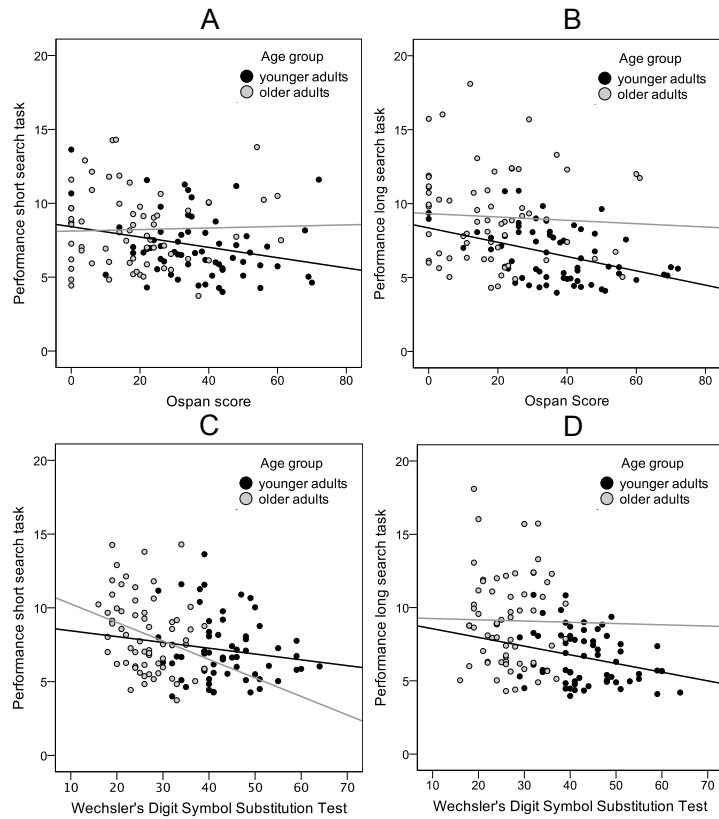 A
Performance short search task
20
15
10
5
0
Age group
younger adults
older adults
0 20 40 60 80
Ospan score
B
Performance long search task
20
15
10
5
0
Age group
younger adults
older adults
0 20 40 60 80
Ospan Score
C
Performance short search task
20
15
10
5
0
Age group
younger adults
older adults
10 20 30 40 50 60 70
Wechsler's Digit Symbol Substitution Test
D
Performance long search task
20
15
10
5
0
Age group
younger adults
older adults
10 20 30 40 50 60 70
Wechsler's Digit Symbol Substitution Test